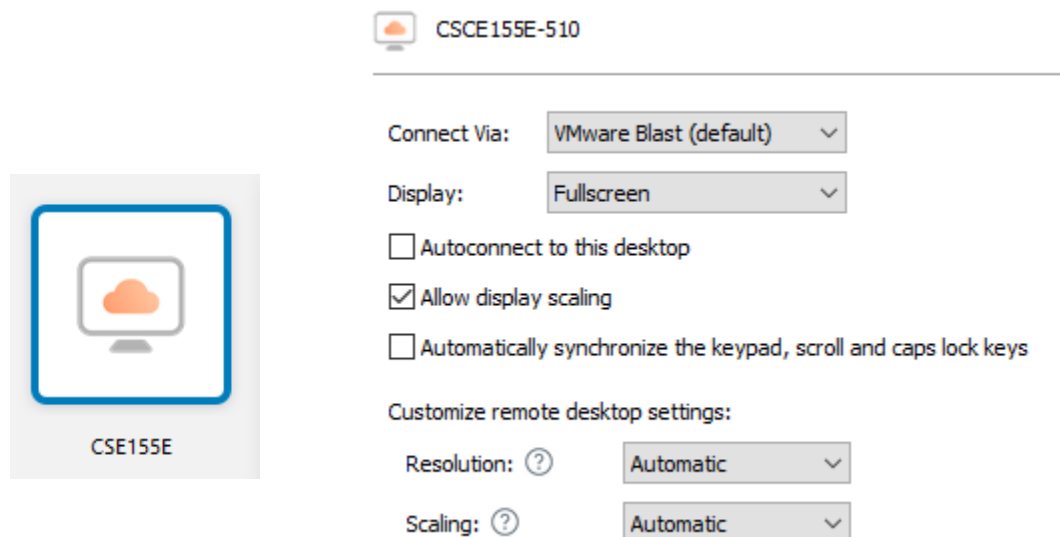 CSCE155E-510
Connect Via: VMware Blast (default)
Display: Fullscreen
Autoconnect to this desktop
Allow display scaling
Automatically synchronize the keypad, scroll and caps lock keys
Customize remote desktop settings:
Resolution: ? Automatic
Scaling: ? Automatic
CSE155E